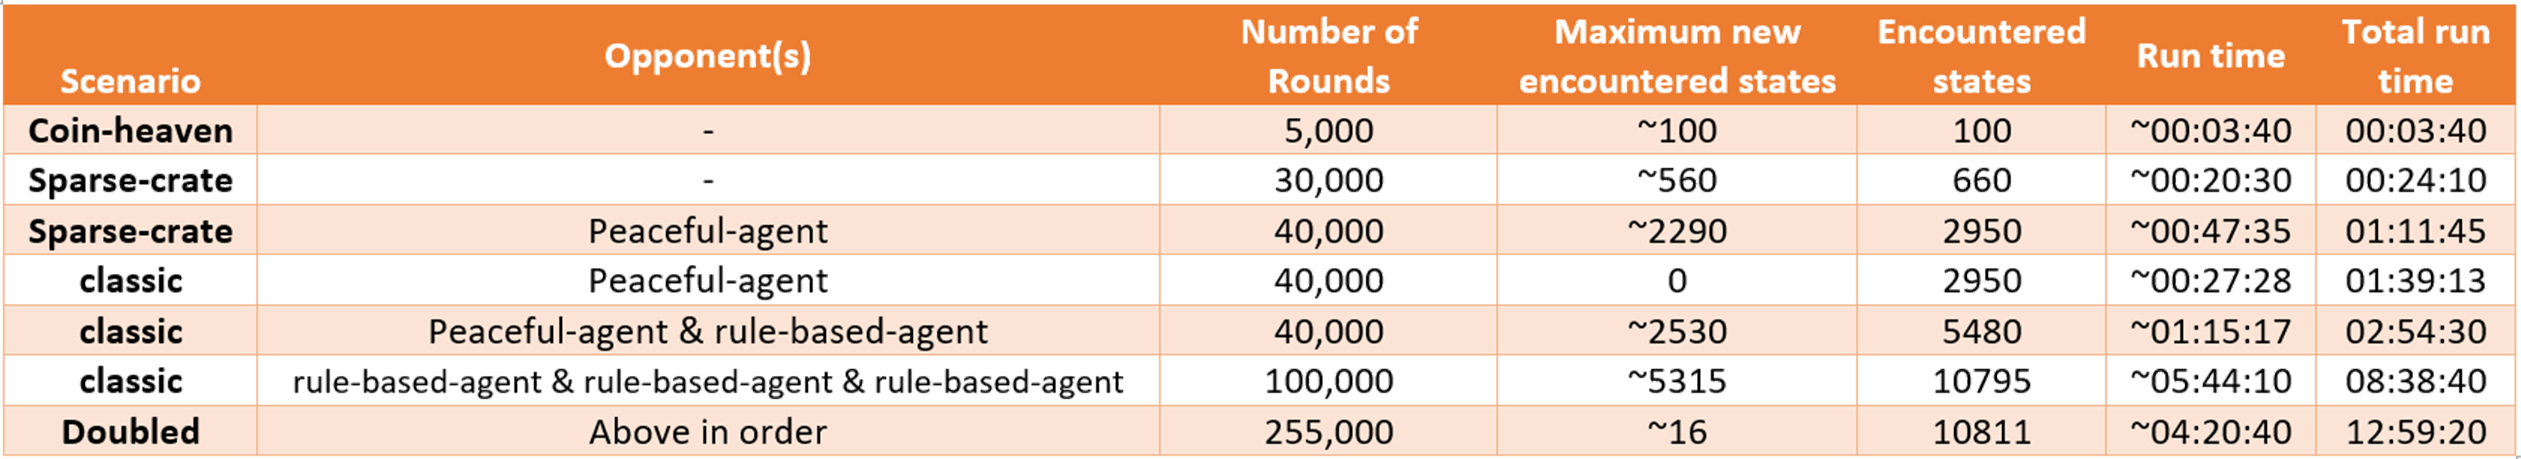 Scenario Opponent(s) Number of Rounds Maximum new encountered states Encountered states Run time Total run time
Coin-heaven - 5,000 ~100 100 ~00:03:40 00:03:40
Sparse-crate - 30,000 ~560 660 ~00:20:30 00:24:10
Sparse-crate Peaceful-agent 40,000 ~2290 2950 ~00:47:35 01:11:45
classic Peaceful-agent 40,000 0 2950 ~00:27:28 01:39:13
classic Peaceful-agent & rule-based-agent 40,000 ~2530 5480 ~01:15:17 02:54:30
classic rule-based-agent & rule-based-agent & rule-based-agent 100,000 ~5315 10795 ~05:44:10 08:38:40
Doubled Above in order 255,000 ~16 10811 ~04:20:40 12:59:20